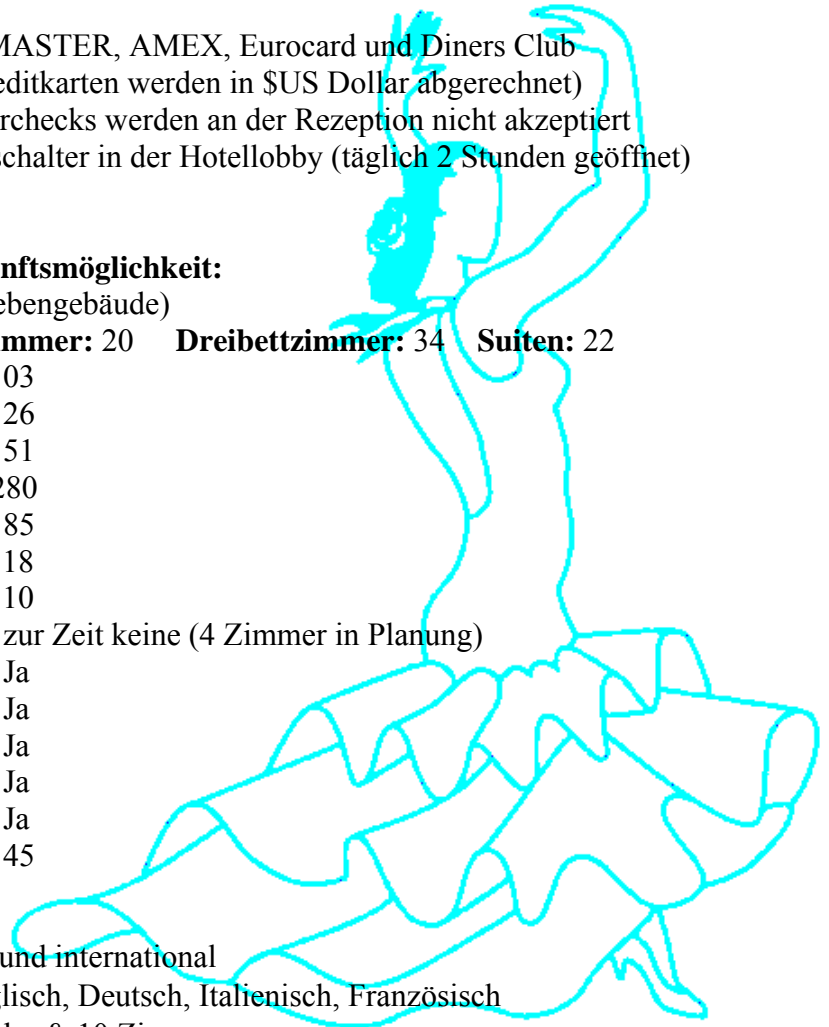 MASTER, AMEX, Eurocard und Diners Club
editkarten werden in $US Dollar abgerechnet)
rchecks werden an der Rezeption nicht akzeptiert
schalter in der Hotellobby (täglich 2 Stunden geöffnet)
nftsmöglichkeit:
ebengebäude)
mmer: 20 Dreibettzimmer: 34 Suiten: 22
03
26
51
280
85
18
10
zur Zeit keine (4 Zimmer in Planung)
Ja
Ja
Ja
Ja
Ja
45
und international
glisch, Deutsch, Italienisch, Französisch